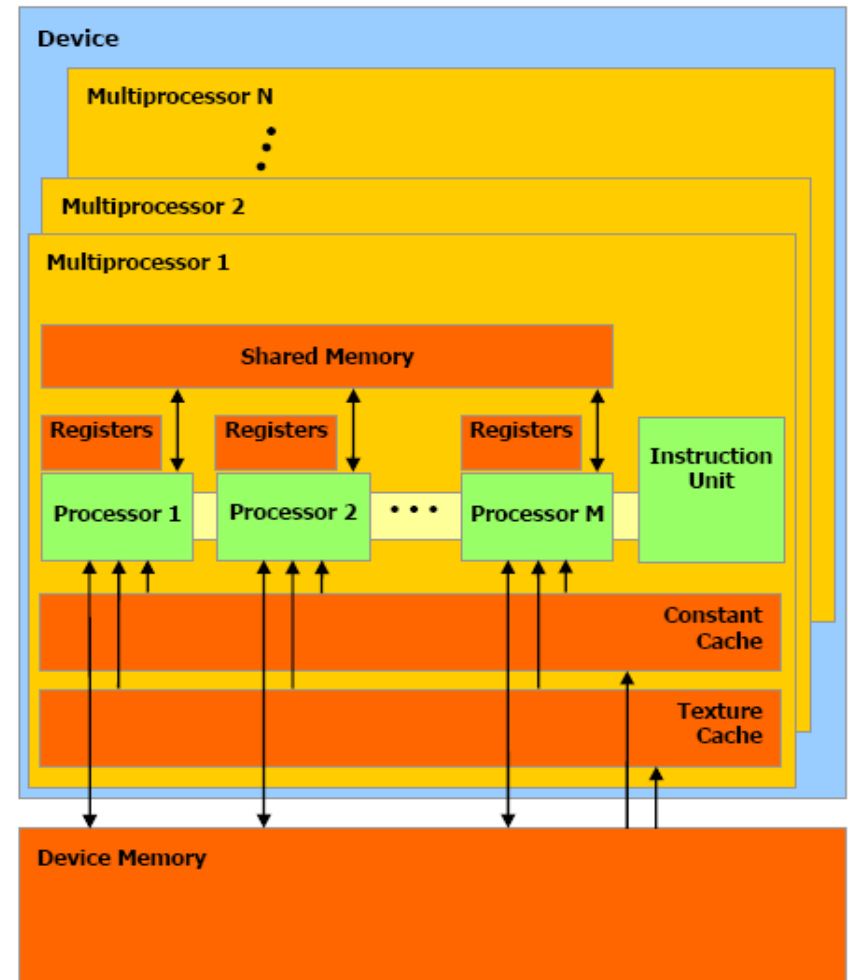 Device
Multiprocessor N
Multiprocessor 2
Multiprocessor 1
Shared Memory
Registers
Registers
Registers
Instruction
Unit
Processor 1
Processor 2
Processor M
Constant
Cache
Texture
Cache
Device Memory